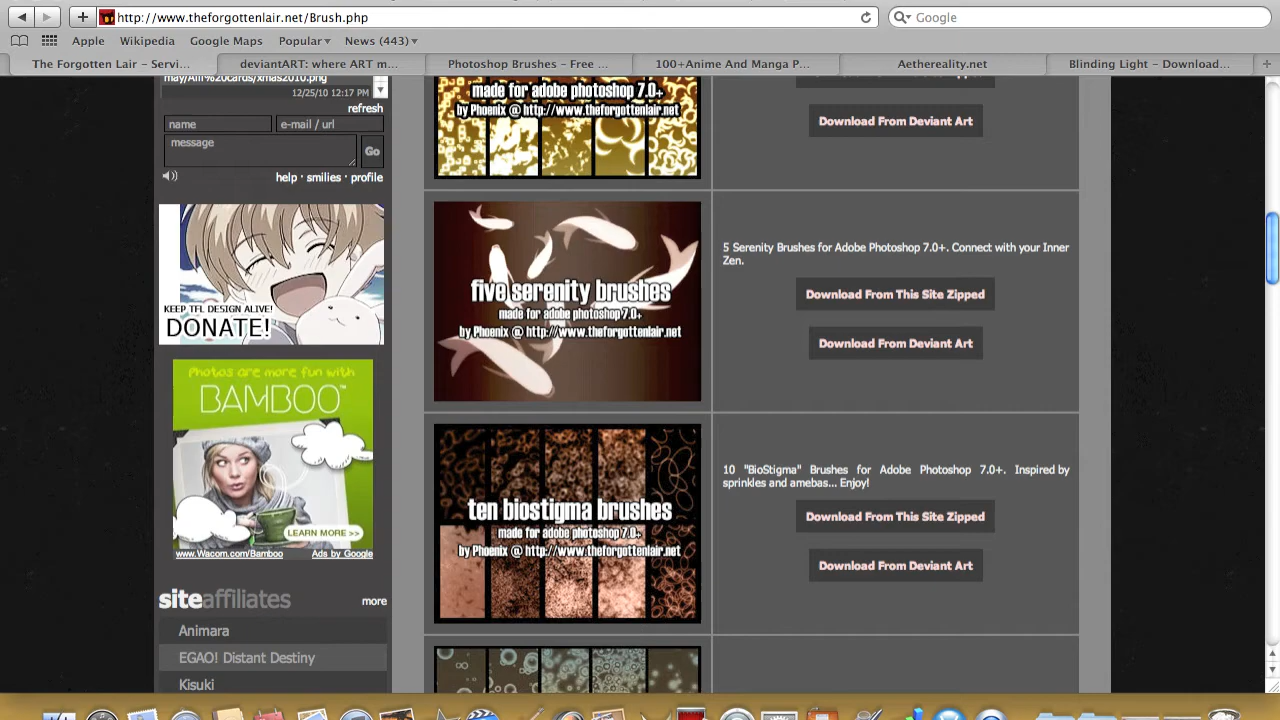 http://www.theforgottenlair.net/Brush.php
Google
Apple
Wikipedia
Google Maps
Popular
News (443)
The Forgotten Lair – Servi...
deviantART: where ART m...
Photoshop Brushes – Free ...
100+Anime And Manga P...
Aethereality.net
Blinding Light – Download...
may/Am%20cards/xmas2010.png
12/25/10 12:17 PM
refresh
name
e-mail / url
message
Go
help · smilies · profile
KEEP TFL DESIGN ALIVE!
DONATE!
Photos are more fun with
BAMBOO™
LEARN MORE >>
www.Wacom.com/Bamboo
Ads by Google
siteaffiliates
more
Animara
EGAO! Distant Destiny
Kisuki
made for adobe photoshop 7.0+
by Phoenix @ http://www.theforgottenlair.net
Download From Deviant Art
five serenity brushes
made for adobe photoshop 7.0+
by Phoenix @ http://www.theforgottenlair.net
5 Serenity Brushes for Adobe Photoshop 7.0+. Connect with your Inner
Zen.
Download From This Site Zipped
Download From Deviant Art
ten biostigma brushes
made for adobe photoshop 7.0+
by Phoenix @ http://www.theforgottenlair.net
10 "BioStigma" Brushes for Adobe Photoshop 7.0+. Inspired by
sprinkles and amebas... Enjoy!
Download From This Site Zipped
Download From Deviant Art